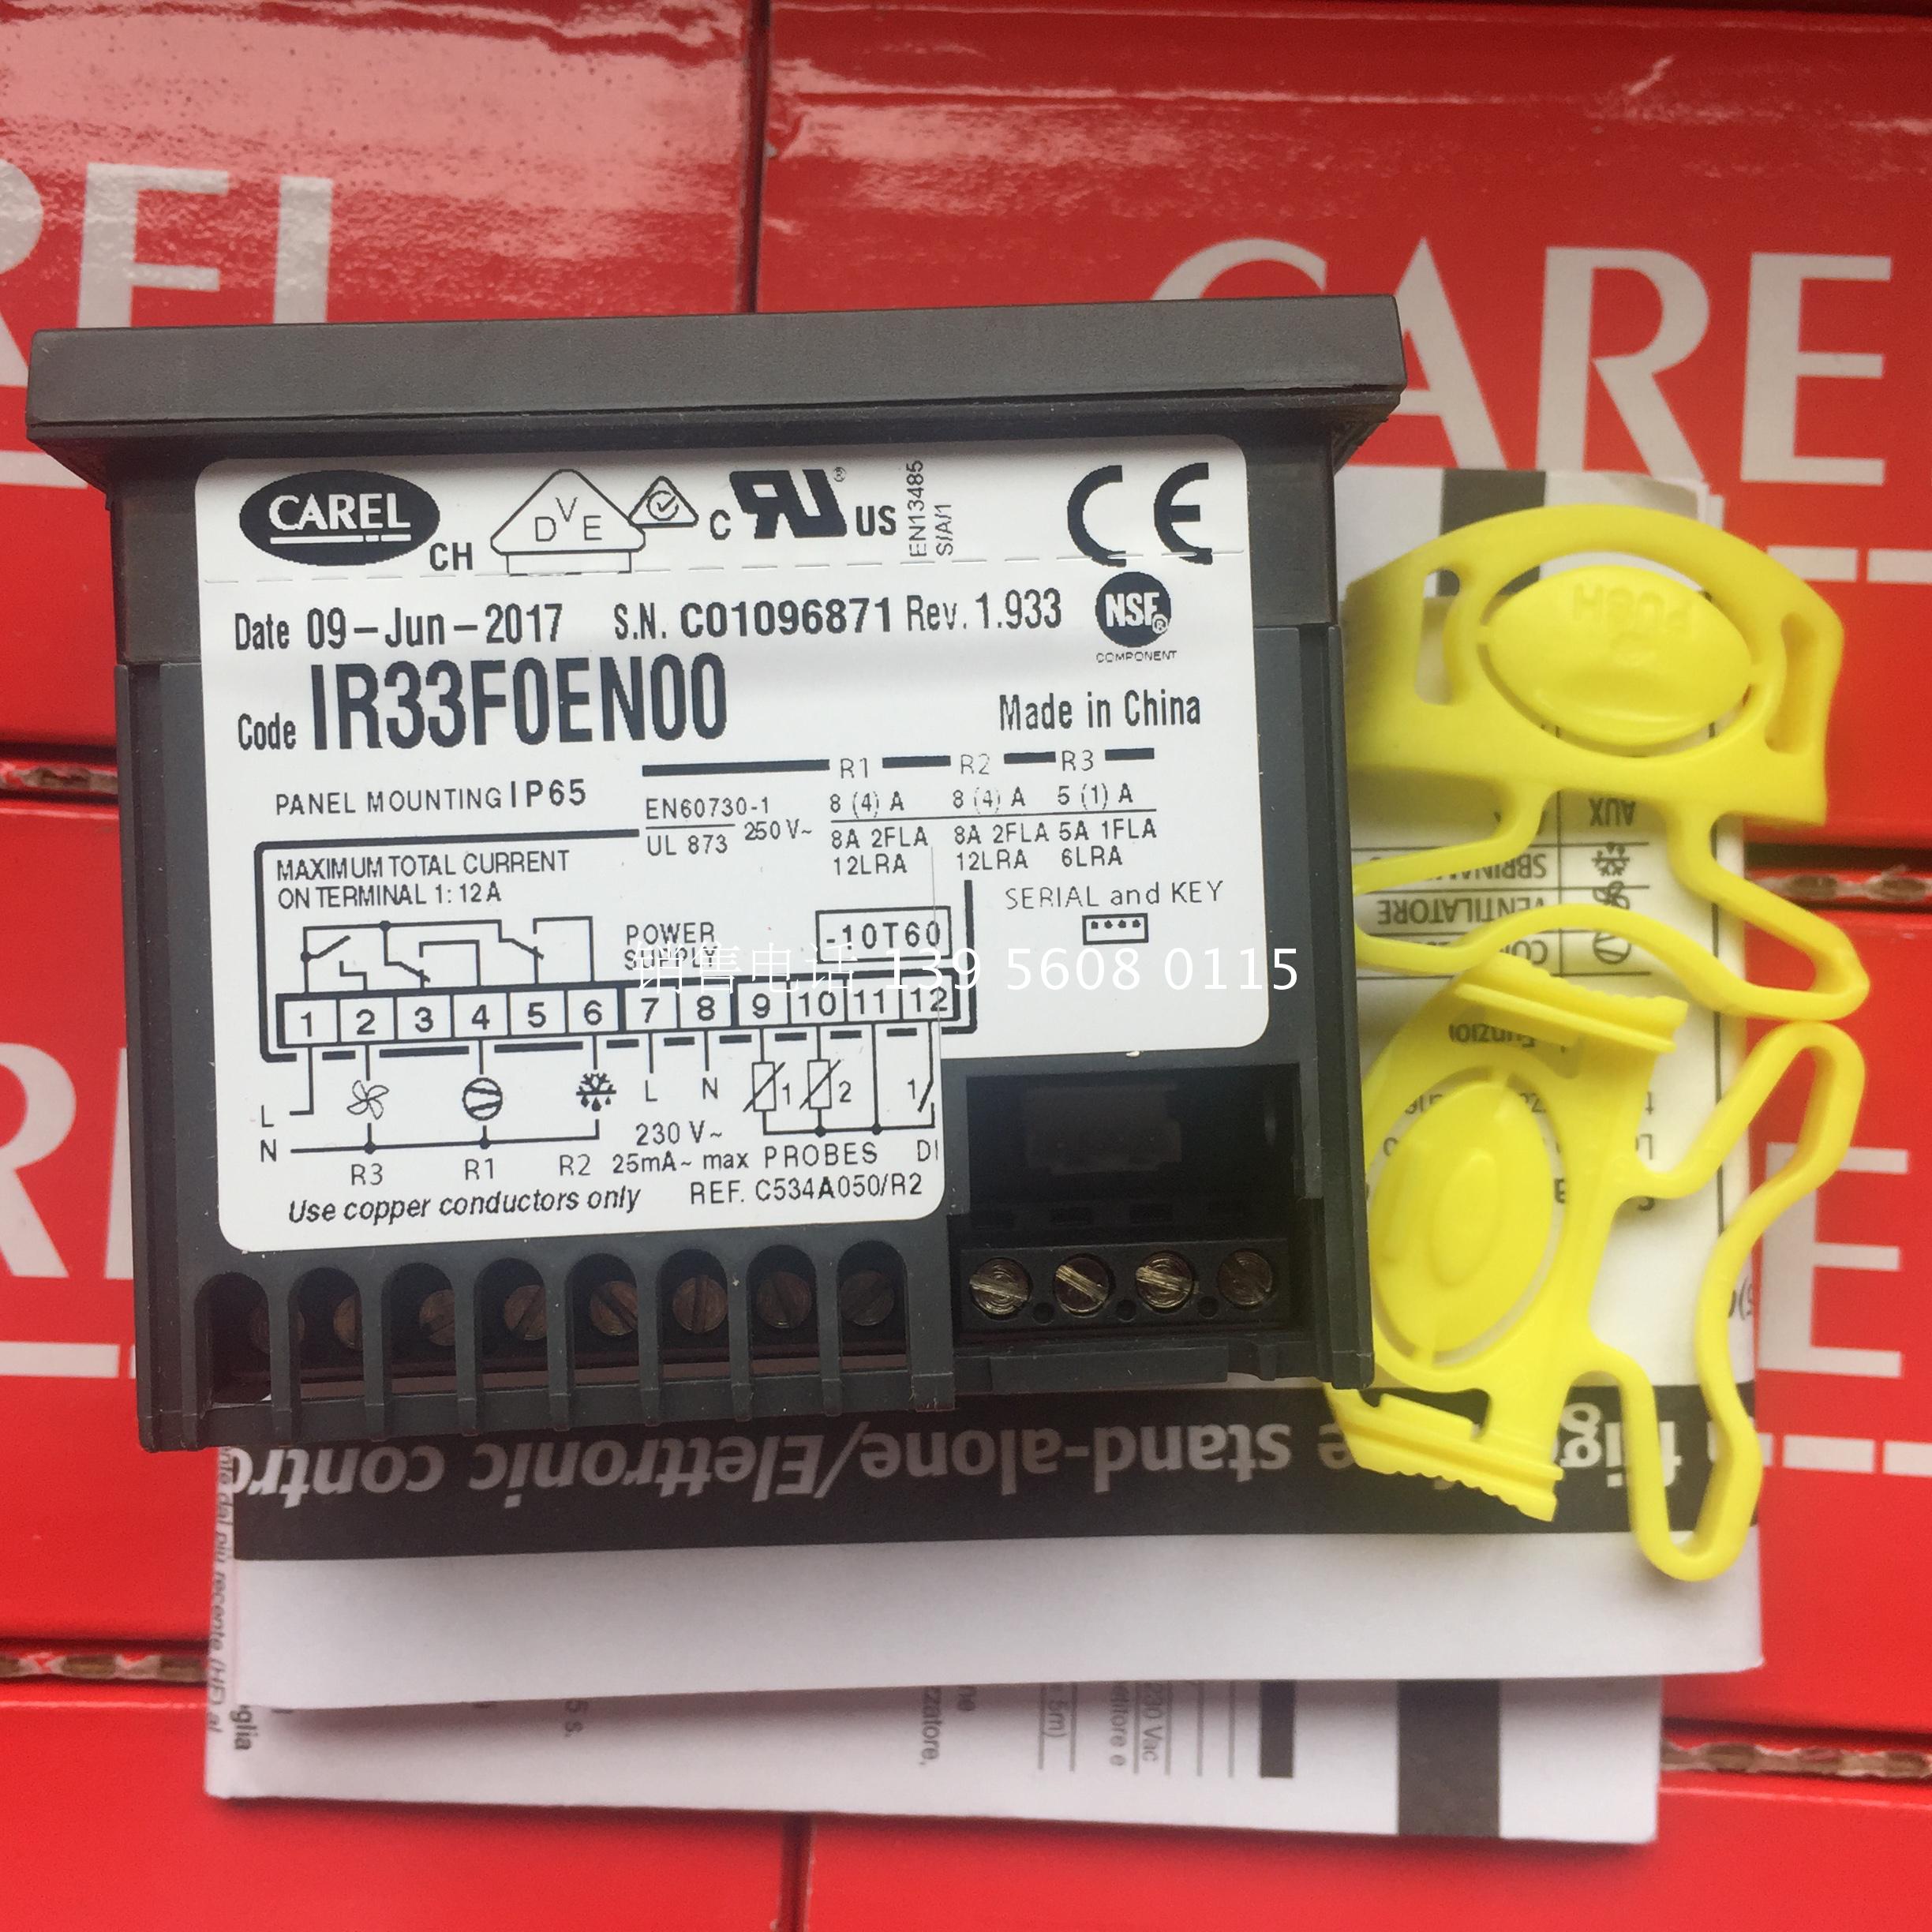 CARE
CAREL
CH
D V E
C
US
EN13485
S/A/1
CE
Date 09-Jun-2017 S.N. C01096871 Rev. 1.933
NSF®
COMPONENT
Code IR33F0EN00
Made in China
PANEL MOUNTING IP65
R1 R2 R3
EN60730-1 8 (4) A 8 (4) A 5 (1) A
UL 873 250 V~ 8A 2FLA 8A 2FLA 5A 1FLA
12LRA 12LRA 6LRA
MAXIMUM TOTAL CURRENT
ON TERMINAL 1: 12 A
SERIAL and KEY
POWER
SUPPLY
-10T60
销售电话 139 5608 0115
1 2 3 4 5 6 7 8 9 10 11 12
L
N
L N 1 2 1
230 V~
R3 R1 R2 25mA~ max PROBES DI
Use copper conductors only REF. C534A050/R2
PUSH
AUX
VENTILATORE
stand-alone/Elettronic contro
230 Vac